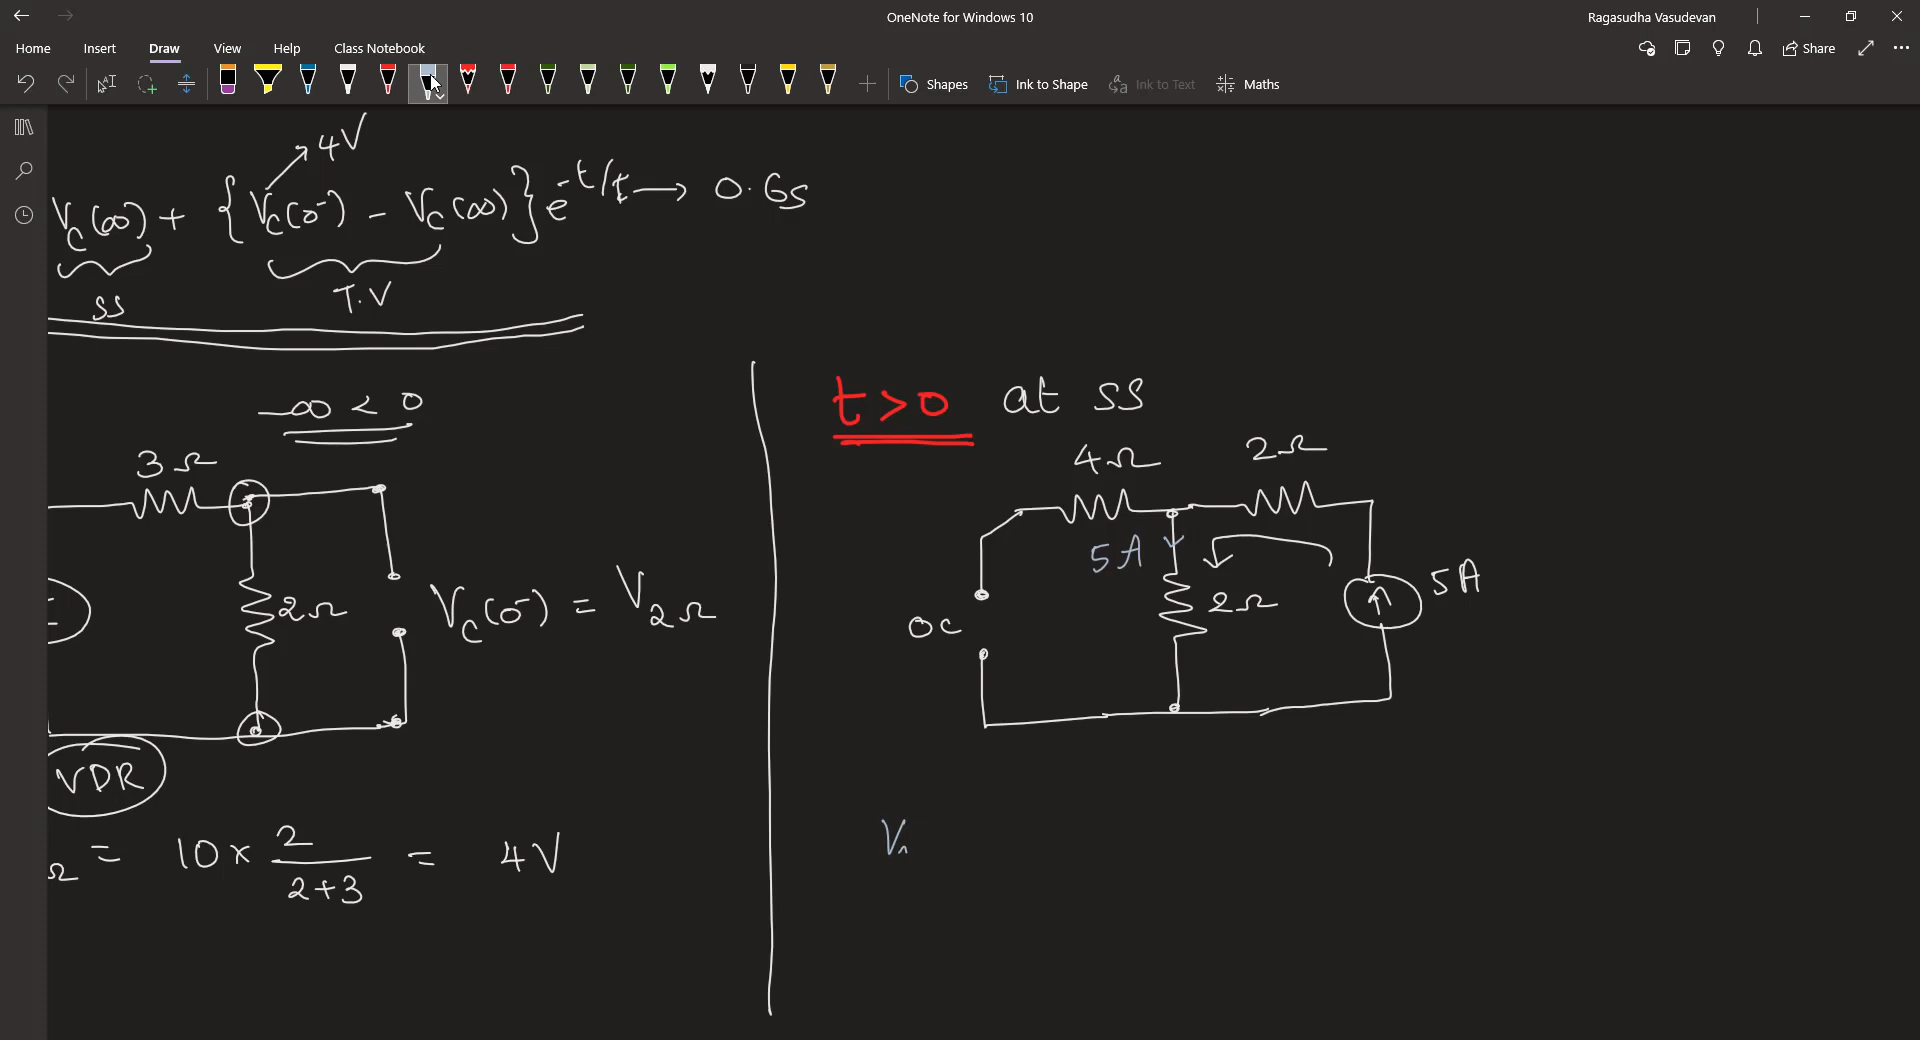 OneNote for Windows 10
Ragasudha Vasudevan
Home Insert Draw View Help Class Notebook
Share
Shapes Ink to Shape Ink to Text Maths
4V
Vc(∞) + {Vc(0⁻) - Vc(∞)} e^-t/τ → 0.6s
SS
T.V
-∞ < 0
t>0 at SS
3Ω
4Ω
2Ω
5A
2Ω
Vc(0⁻) = V2Ω
2Ω
5A
OC
VDR
Ω = 10 x 2/(2+3) = 4V
V